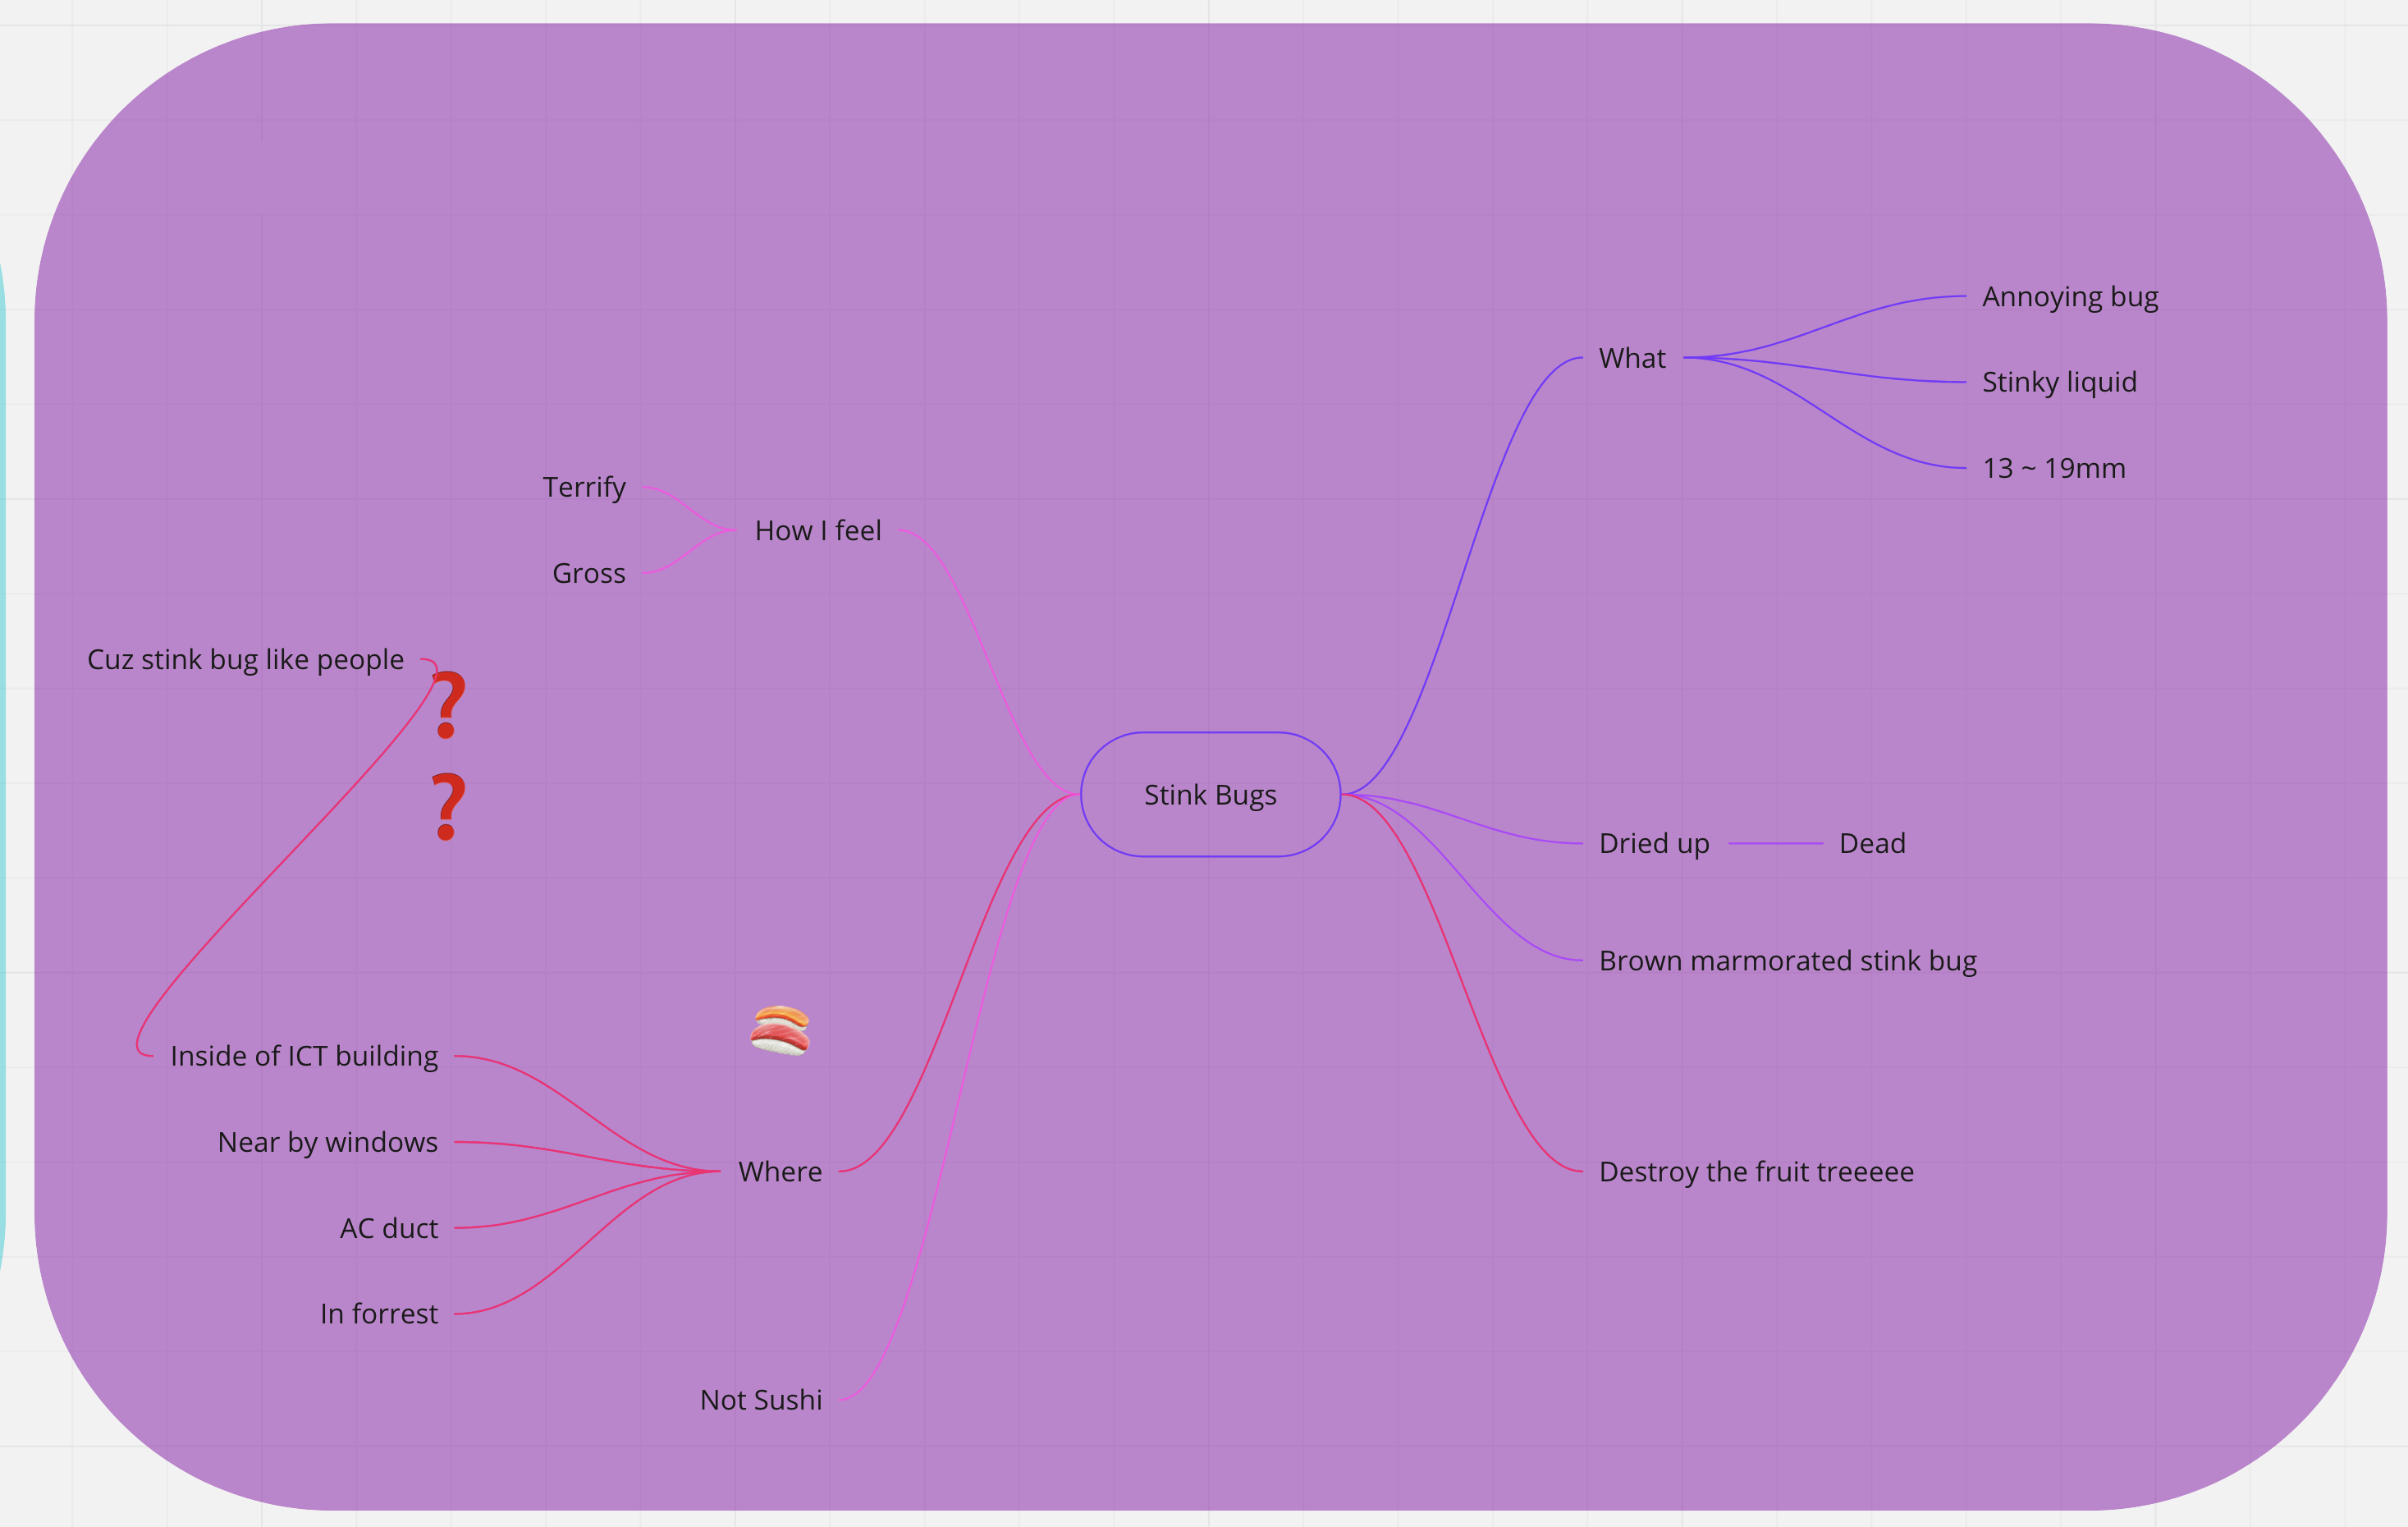 Stink Bugs
What
Annoying bug
Stinky liquid
13 ~ 19mm
Dried up
Dead
Brown marmorated stink bug
Destroy the fruit treeeee
How I feel
Terrify
Gross
Where
Inside of ICT building
Cuz stink bug like people
❓
❓
Near by windows
AC duct
In forrest
Not Sushi